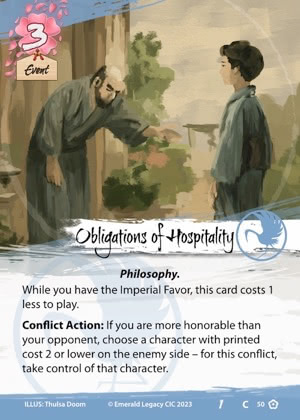 3
Event
Obligations of Hospitality
Philosophy.
While you have the Imperial Favor, this card costs 1
less to play.
Conflict Action: If you are more honorable than
your opponent, choose a character with printed
cost 2 or lower on the enemy side – for this conflict,
take control of that character.
ILLUS: Thulsa Doom © Emerald Legacy CIC 2023 1 C 50